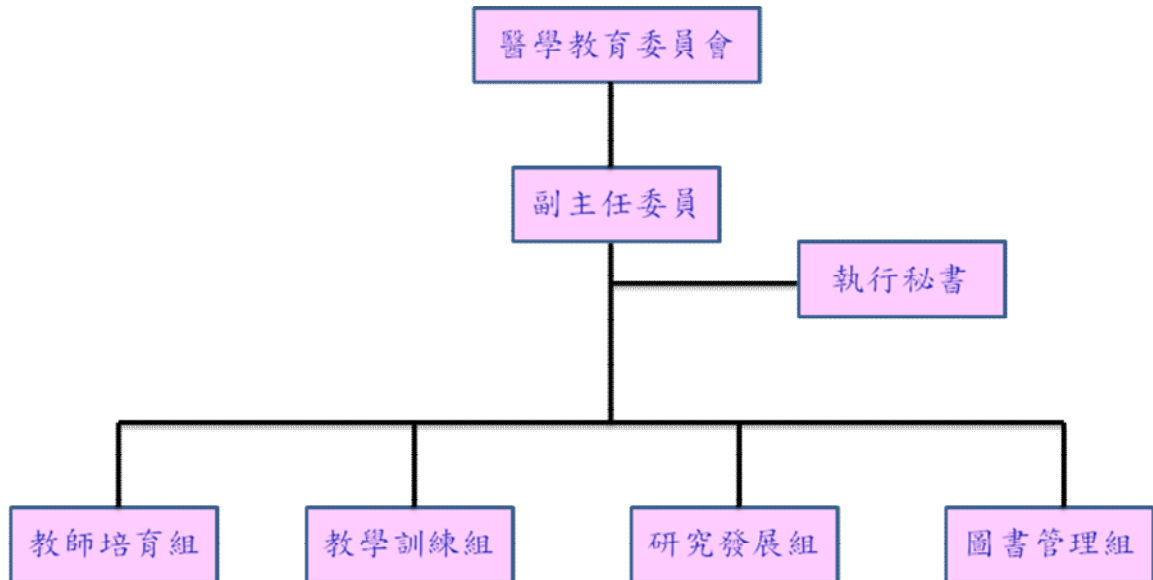 醫學教育委員會
副主任委員
執行秘書
教師培育組
教學訓練組
研究發展組
圖書管理組